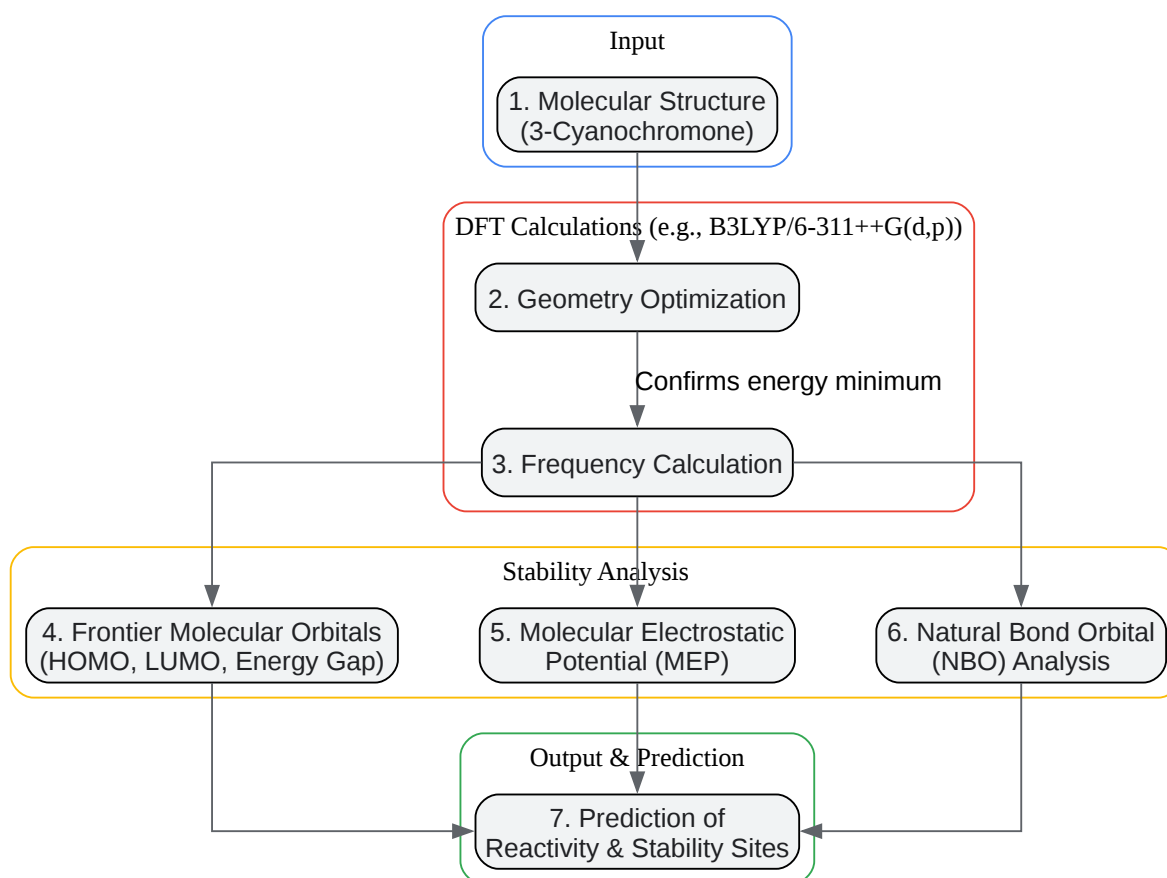 Input
1. Molecular Structure
(3-Cyanochromone)
DFT Calculations (e.g., B3LYP/6-311++G(d,p))
2. Geometry Optimization
Confirms energy minimum
3. Frequency Calculation
Stability Analysis
4. Frontier Molecular Orbitals
(HOMO, LUMO, Energy Gap)
5. Molecular Electrostatic
Potential (MEP)
6. Natural Bond Orbital
(NBO) Analysis
Output & Prediction
7. Prediction of
Reactivity & Stability Sites